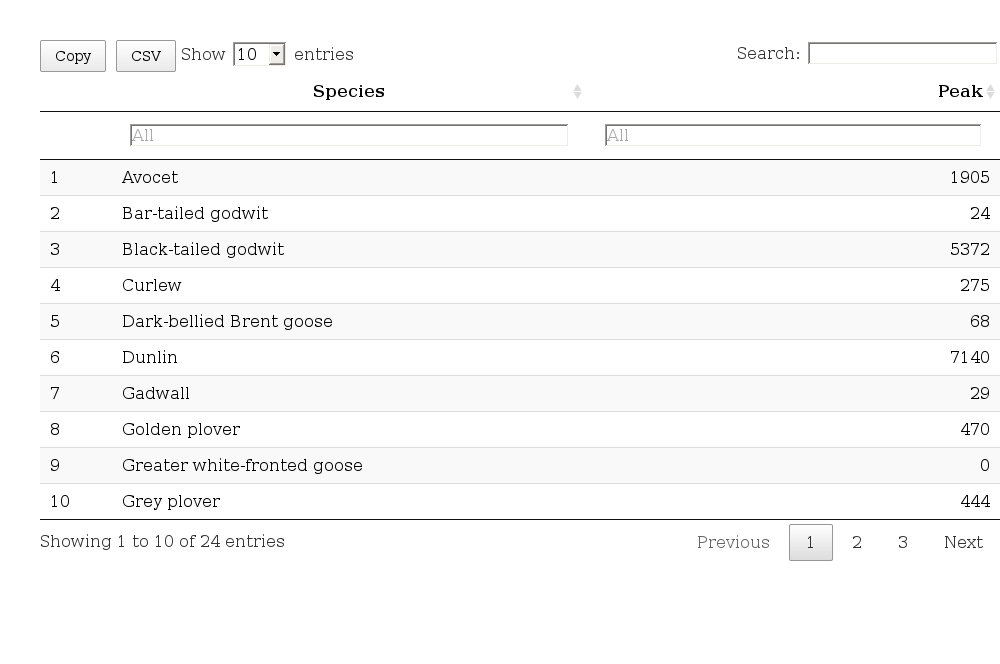 Copy CSV Show 10 entries Search:
Species Peak
All All
1 Avocet 1905
2 Bar-tailed godwit 24
3 Black-tailed godwit 5372
4 Curlew 275
5 Dark-bellied Brent goose 68
6 Dunlin 7140
7 Gadwall 29
8 Golden plover 470
9 Greater white-fronted goose 0
10 Grey plover 444
Showing 1 to 10 of 24 entries Previous 1 2 3 Next